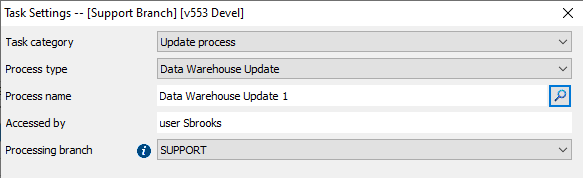 Task Settings -- [Support Branch] [v553 Devel]
Task category Update process
Process type Data Warehouse Update
Process name Data Warehouse Update 1
Accessed by user Sbrooks
Processing branch i SUPPORT